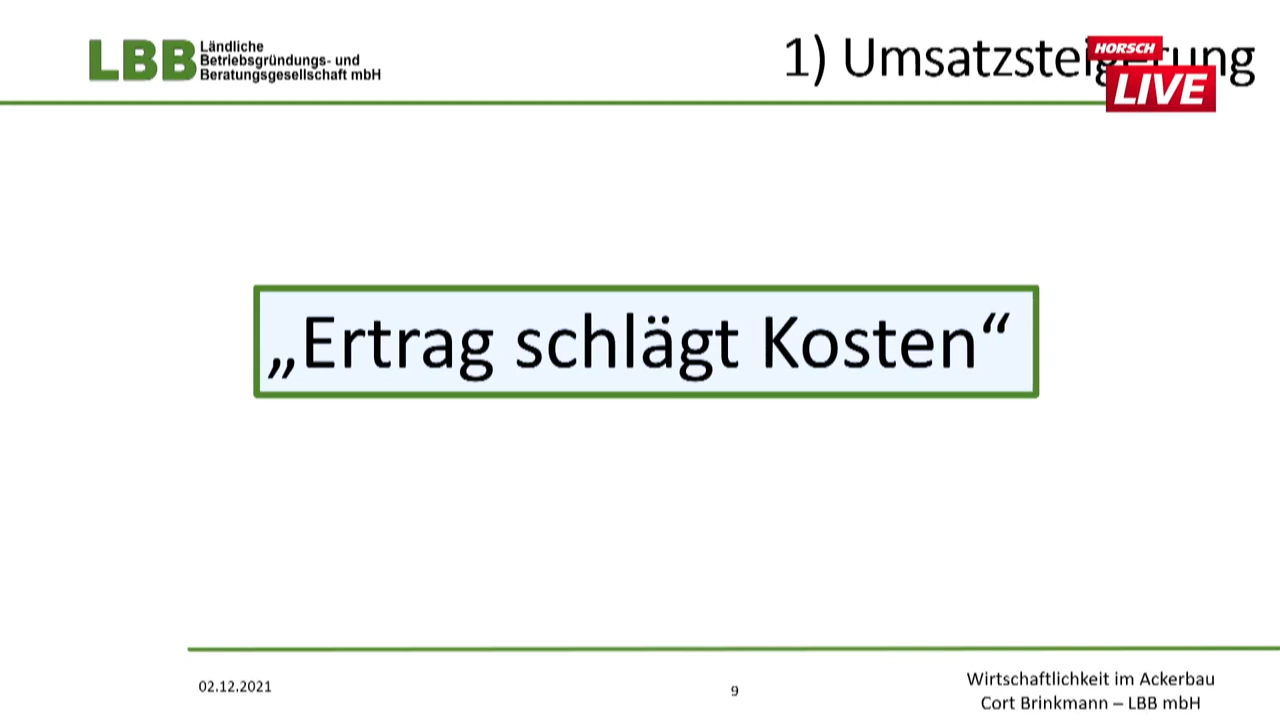 LBB Ländliche
Betriebsgründungs- und
Beratungsgesellschaft mbH
1) Umsatzsteigerung
HORSCH
LIVE
„Ertrag schlägt Kosten“
02.12.2021
9
Wirtschaftlichkeit im Ackerbau
Cort Brinkmann – LBB mbH